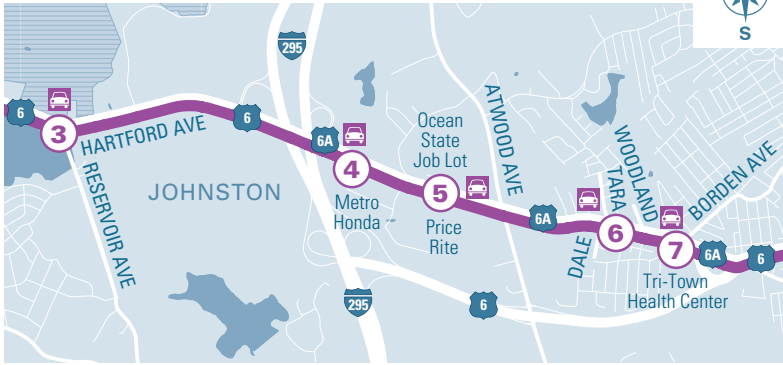 S
295
6
3
HARTFORD AVE
6
6A
4
Metro
Honda
Ocean
State
Job Lot
5
Price
Rite
ATWOOD AVE
RESERVOIR AVE
JOHNSTON
6A
DALE
TARA
6
WOODLAND
7
BORDEN AVE
6A
6
Tri-Town
Health Center
295
6